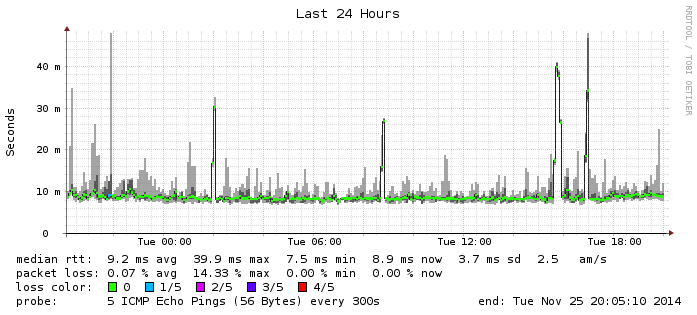 Last 24 Hours
RRDTOOL / TOBI OETIKER
Seconds
40 m
30 m
20 m
10 m
0
Tue 00:00 Tue 06:00 Tue 12:00 Tue 18:00
median rtt: 9.2 ms avg 39.9 ms max 7.5 ms min 8.9 ms now 3.7 ms sd 2.5 am/s
packet loss: 0.07 % avg 14.33 % max 0.00 % min 0.00 % now
loss color: 0 1/5 2/5 3/5 4/5
probe: 5 ICMP Echo Pings (56 Bytes) every 300s end: Tue Nov 25 20:05:10 2014